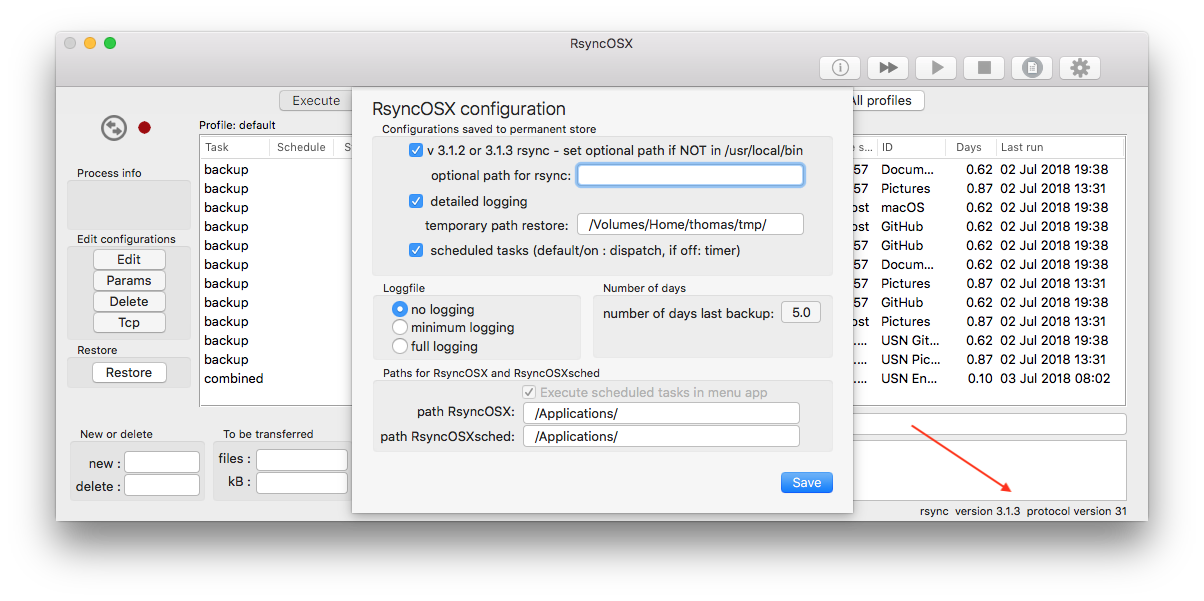 RsyncOSX
Execute
All profiles
Profile: default
Task Schedule S
s... ID Days Last run
backup 57 Docum... 0.62 02 Jul 2018 19:38
backup 57 Pictures 0.87 02 Jul 2018 13:31
backup ost macOS 0.62 02 Jul 2018 19:38
backup ost GitHub 0.62 02 Jul 2018 19:38
backup 57 GitHub 0.62 02 Jul 2018 19:38
backup 57 Docum... 0.62 02 Jul 2018 19:38
backup 57 Pictures 0.87 02 Jul 2018 13:31
backup 57 GitHub 0.62 02 Jul 2018 19:38
backup ost Pictures 0.87 02 Jul 2018 13:31
backup .... USN Git... 0.62 02 Jul 2018 19:38
backup .... USN Pic... 0.87 02 Jul 2018 13:31
combined .... USN En... 0.10 03 Jul 2018 08:02
Process info
Edit configurations
Edit
Params
Delete
Tcp
Restore
Restore
New or delete
new :
delete :
To be transferred
files :
kB :
RsyncOSX configuration
Configurations saved to permanent store
v 3.1.2 or 3.1.3 rsync - set optional path if NOT in /usr/local/bin
optional path for rsync:
detailed logging
temporary path restore: /Volumes/Home/thomas/tmp/
scheduled tasks (default/on : dispatch, if off: timer)
Loggfile
no logging
minimum logging
full logging
Number of days
number of days last backup: 5.0
Paths for RsyncOSX and RsyncOSXsched
Execute scheduled tasks in menu app
path RsyncOSX: /Applications/
path RsyncOSXsched: /Applications/
Save
rsync version 3.1.3 protocol version 31